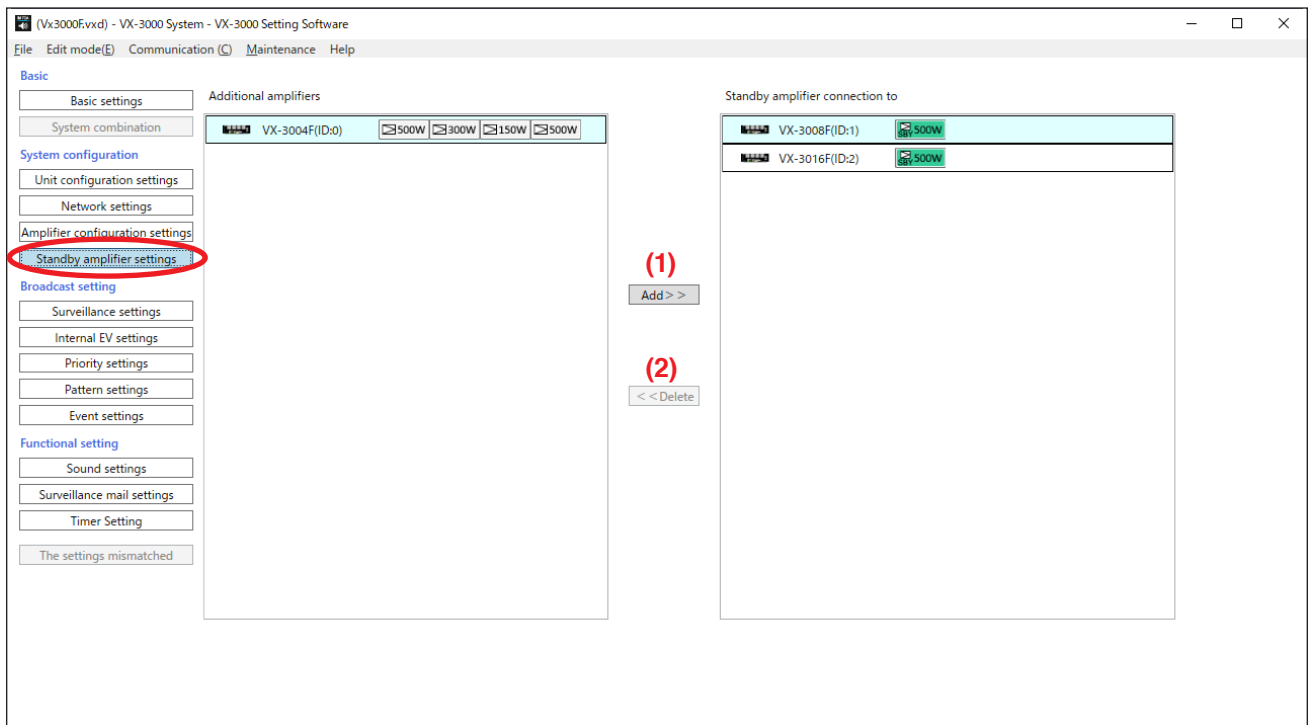 (Vx3000F.vxd) - VX-3000 System - VX-3000 Setting Software
File Edit mode(E) Communication (C) Maintenance Help
Basic
Basic settings
System combination
System configuration
Unit configuration settings
Network settings
Amplifier configuration settings
Standby amplifier settings
Broadcast setting
Surveillance settings
Internal EV settings
Priority settings
Pattern settings
Event settings
Functional setting
Sound settings
Surveillance mail settings
Timer Setting
The settings mismatched
Additional amplifiers
VX-3004F(ID:0) 500W 300W 150W 500W
(1)
Add> >
(2)
< <Delete
Standby amplifier connection to
VX-3008F(ID:1) SBY 500W
VX-3016F(ID:2) SBY 500W